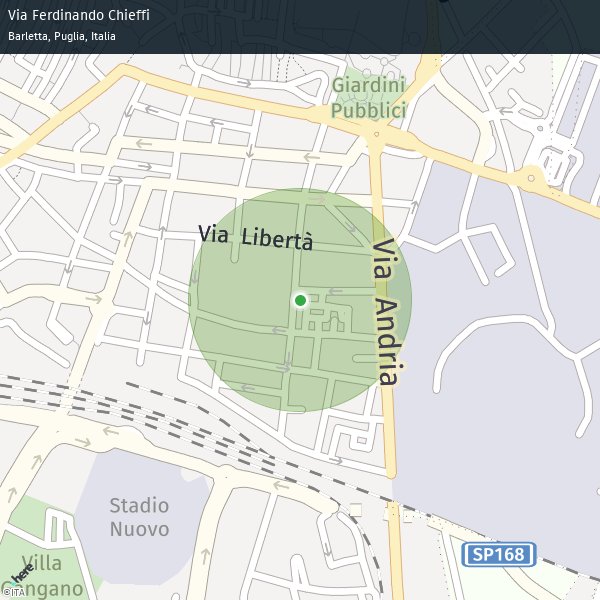 Via Ferdinando Chieffi
Barletta, Puglia, Italia
Giardini
Pubblici
Via Libertà
Via Andria
Stadio
Nuovo
SP168
Villa
Cangano
here
©ITA